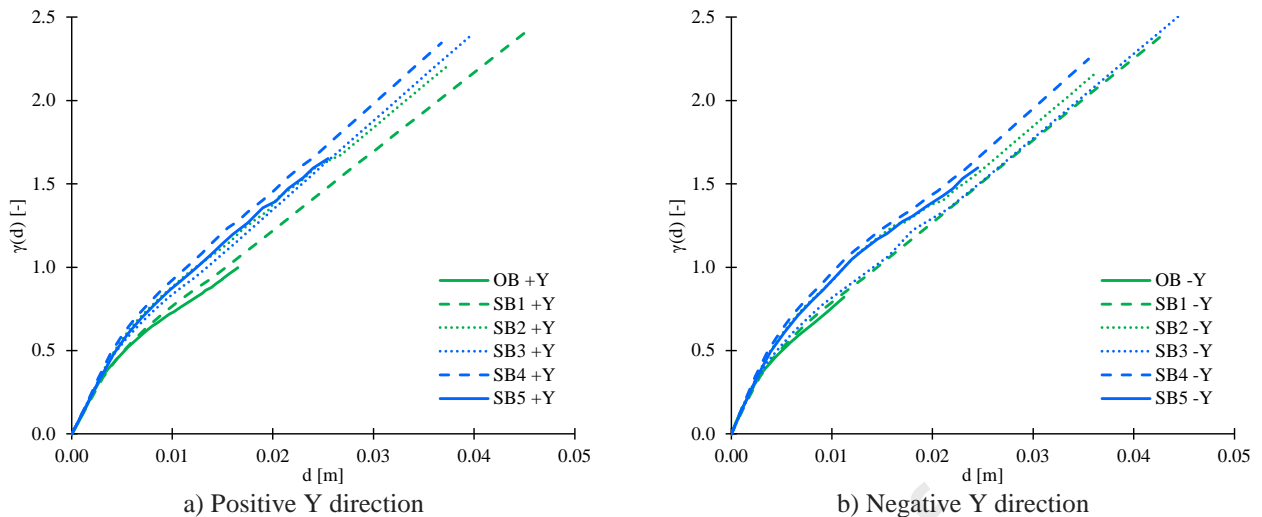 2.5
2.0
1.5
1.0
0.5
0.0
γ(d) [-]
OB +Y
SB1 +Y
SB2 +Y
SB3 +Y
SB4 +Y
SB5 +Y
0.00 0.01 0.02 0.03 0.04 0.05
d [m]
a) Positive Y direction
2.5
2.0
1.5
1.0
0.5
0.0
γ(d) [-]
OB -Y
SB1 -Y
SB2 -Y
SB3 -Y
SB4 -Y
SB5 -Y
0.00 0.01 0.02 0.03 0.04 0.05
d [m]
b) Negative Y direction